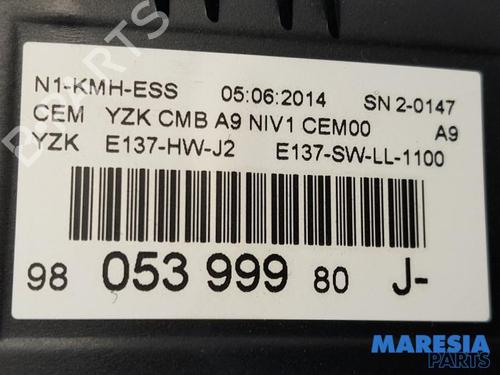 N1-KMH-ESS 05:06:2014 SN 2-0147
CEM YZK CMB A9 NIV1 CEM00 A9
YZK E137-HW-J2 E137-SW-LL-1100
98 053 999 80 J-
MARESIA
PARTS
B-PARTS